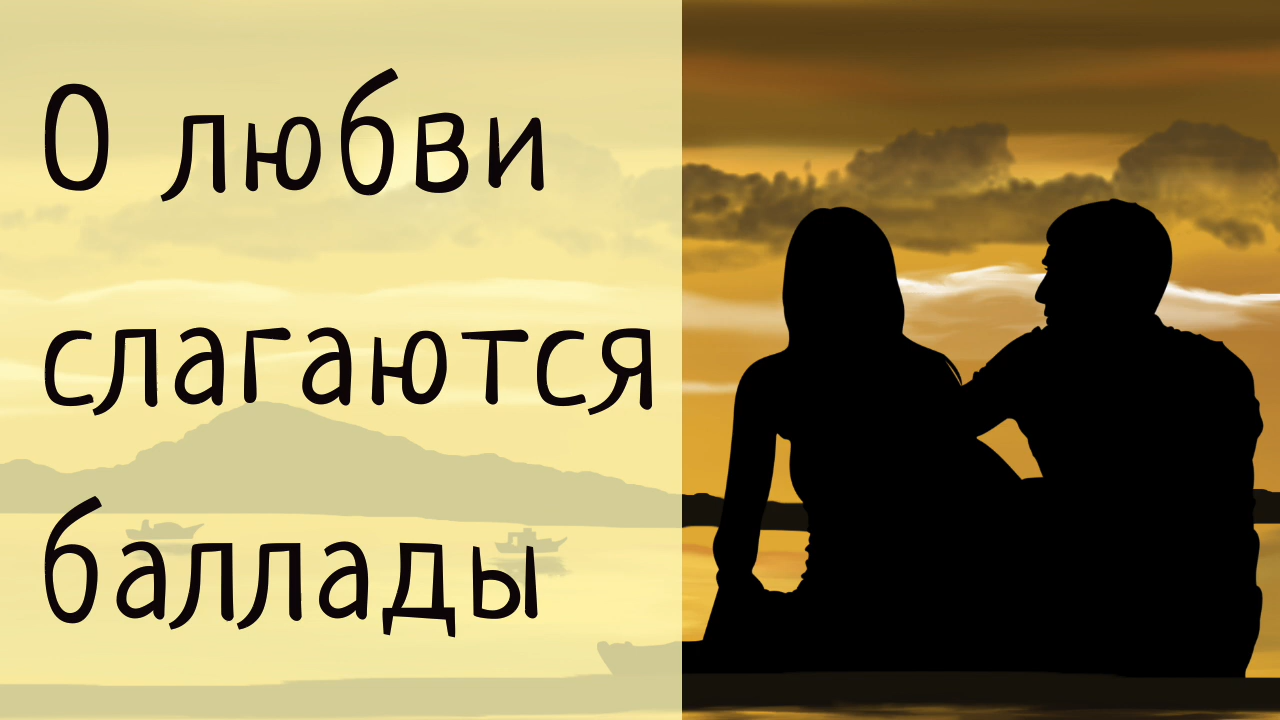 О любви
слагаются
баллады